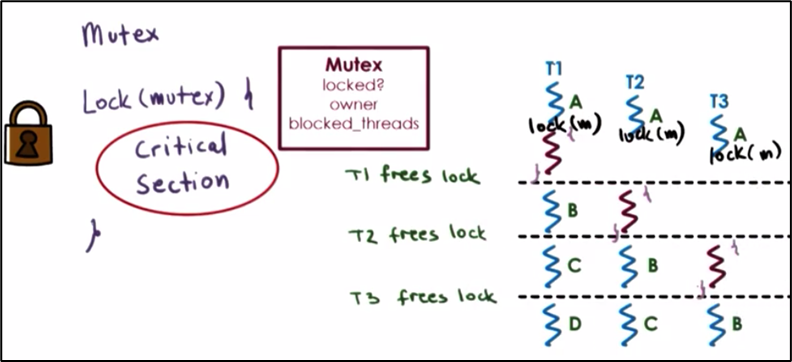 Mutex
Lock (mutex) {
Critical
Section
}
Mutex
locked?
owner
blocked_threads
T1
T2
T3
A
A
A
lock(m)
lock(m)
lock(m)
T1 frees lock
B
T2 frees lock
C
B
T3 frees lock
D
C
B